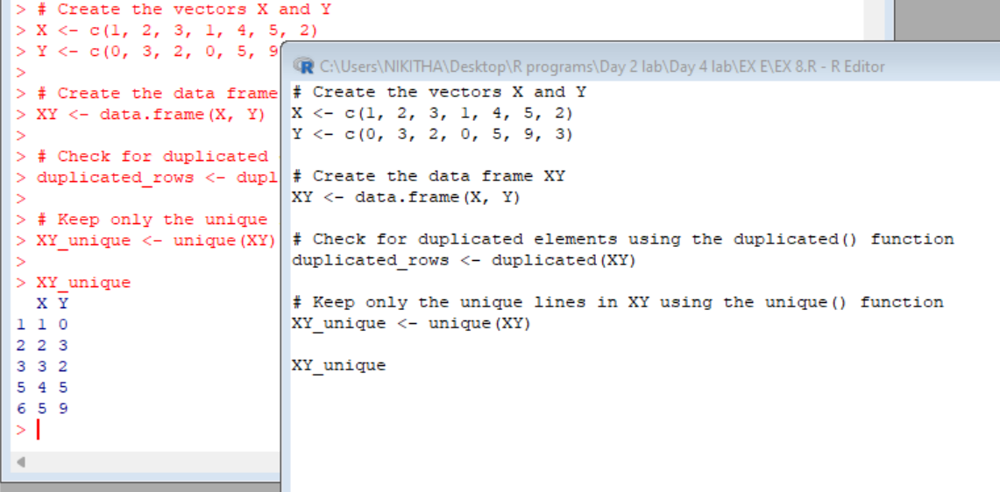 > # Create the vectors X and Y
> X <- c(1, 2, 3, 1, 4, 5, 2)
> Y <- c(0, 3, 2, 0, 5, 9
>
> # Create the data frame
> XY <- data.frame(X, Y)
>
> # Check for duplicated
> duplicated_rows <- dupl
>
> # Keep only the unique
> XY_unique <- unique(XY)
>
> XY_unique
  X Y
1 1 0
2 2 3
3 3 2
5 4 5
6 5 9
>
C:\Users\NIKITHA\Desktop\R programs\Day 2 lab\Day 4 lab\EX E\EX 8.R - R Editor
# Create the vectors X and Y
X <- c(1, 2, 3, 1, 4, 5, 2)
Y <- c(0, 3, 2, 0, 5, 9, 3)
# Create the data frame XY
XY <- data.frame(X, Y)
# Check for duplicated elements using the duplicated() function
duplicated_rows <- duplicated(XY)
# Keep only the unique lines in XY using the unique() function
XY_unique <- unique(XY)
XY_unique